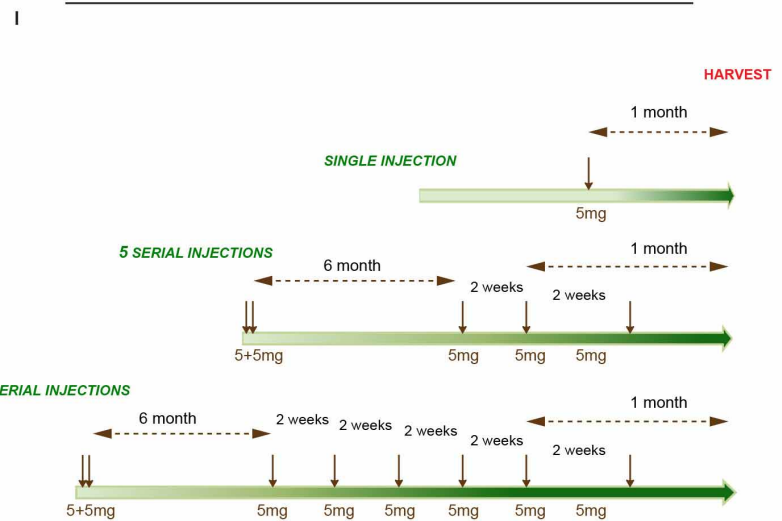 I
HARVEST
1 month
SINGLE INJECTION
5mg
5 SERIAL INJECTIONS
1 month
6 month
2 weeks
2 weeks
5+5mg 5mg 5mg 5mg
ERIAL INJECTIONS
1 month
6 month
2 weeks
2 weeks
2 weeks
2 weeks
2 weeks
5+5mg 5mg 5mg 5mg 5mg 5mg 5mg